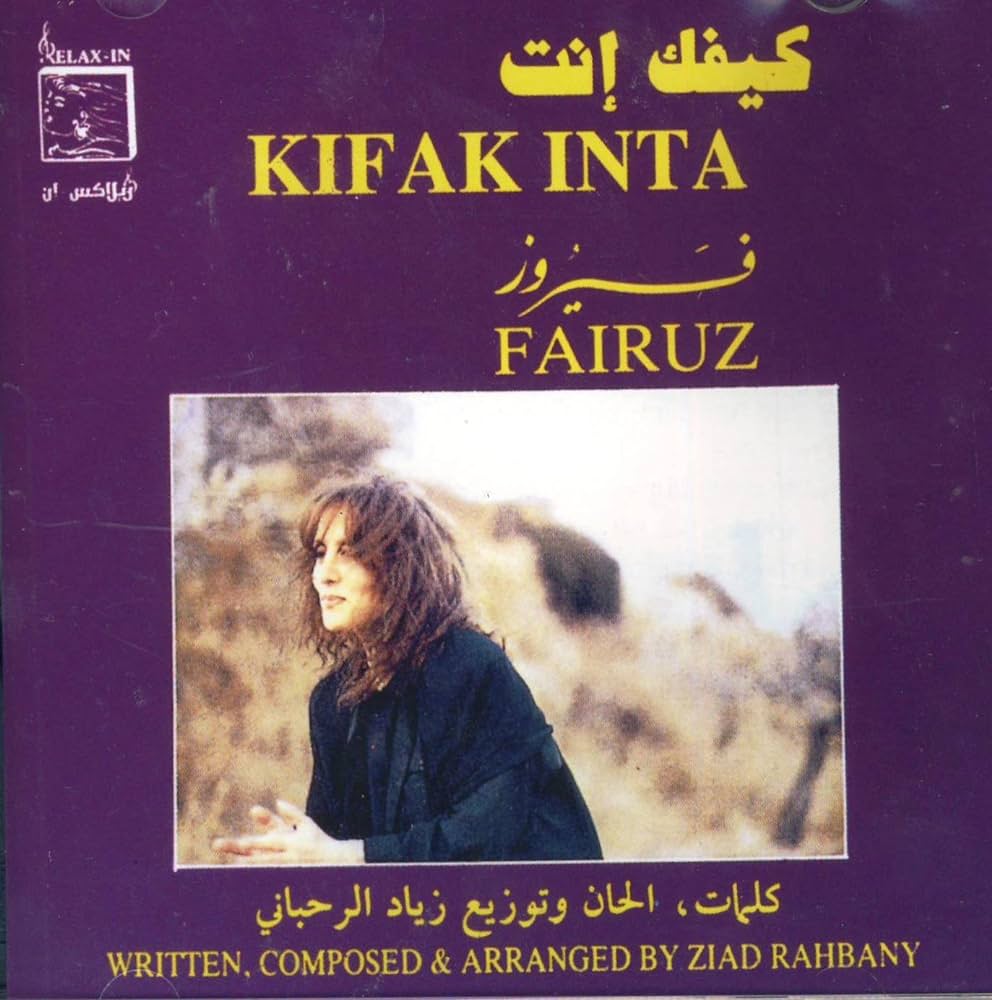 RELAX-IN
ريلاكس ان
كيفك إنت
KIFAK INTA
فَيروُز
FAIRUZ
كلمات، الحان وتوزيع زياد الرحباني
WRITTEN, COMPOSED & ARRANGED BY ZIAD RAHBANY